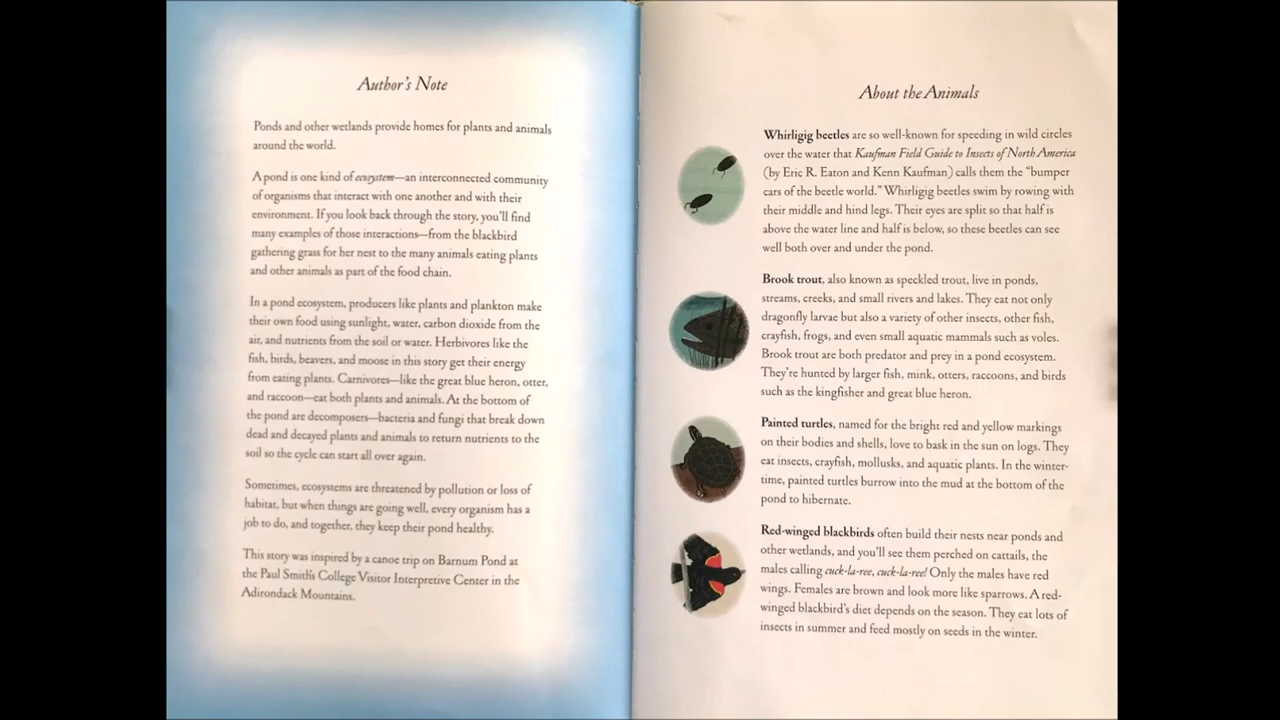 Author's Note
Ponds and other wetlands provide homes for plants and animals
around the world.
A pond is one kind of ecosystem—an interconnected community
of organisms that interact with one another and with their
environment. If you look back through the story, you'll find
many examples of those interactions—from the blackbird
gathering grass for her nest to the many animals eating plants
and other animals as part of the food chain.
In a pond ecosystem, producers like plants and plankton make
their own food using sunlight, water, carbon dioxide from the
air, and nutrients from the soil or water. Herbivores like the
fish, birds, beavers, and moose in this story get their energy
from eating plants. Carnivores—like the great blue heron, otter,
and raccoon—eat both plants and animals. At the bottom of
the pond are decomposers—bacteria and fungi that break down
dead and decayed plants and animals to return nutrients to the
soil so the cycle can start all over again.
Sometimes, ecosystems are threatened by pollution or loss of
habitat, but when things are going well, every organism has a
job to do, and together, they keep their pond healthy.
This story was inspired by a canoe trip on Barnum Pond at
the Paul Smith's College Visitor Interpretive Center in the
Adirondack Mountains.
About the Animals
Whirligig beetles are so well-known for speeding in wild circles
over the water that Kaufman Field Guide to Insects of North America
(by Eric R. Eaton and Kenn Kaufman) calls them the "bumper
cars of the beetle world." Whirligig beetles swim by rowing with
their middle and hind legs. Their eyes are split so that half is
above the water line and half is below, so these beetles can see
well both over and under the pond.
Brook trout, also known as speckled trout, live in ponds,
streams, creeks, and small rivers and lakes. They eat not only
dragonfly larvae but also a variety of other insects, other fish,
crayfish, frogs, and even small aquatic mammals such as voles.
Brook trout are both predator and prey in a pond ecosystem.
They're hunted by larger fish, mink, otters, raccoons, and birds
such as the kingfisher and great blue heron.
Painted turtles, named for the bright red and yellow markings
on their bodies and shells, love to bask in the sun on logs. They
eat insects, crayfish, mollusks, and aquatic plants. In the winter-
time, painted turtles burrow into the mud at the bottom of the
pond to hibernate.
Red-winged blackbirds often build their nests near ponds and
other wetlands, and you'll see them perched on cattails, the
males calling cuck-la-ree, cuck-la-ree! Only the males have red
wings. Females are brown and look more like sparrows. A red-
winged blackbird's diet depends on the season. They eat lots of
insects in summer and feed mostly on seeds in the winter.